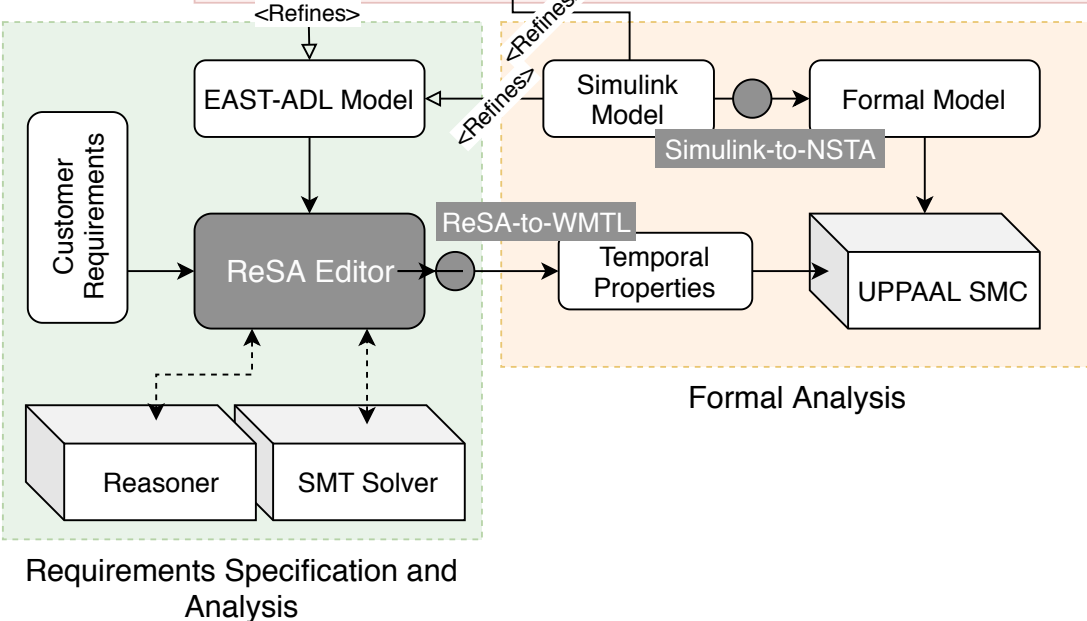 <Refines>
<Refines>
EAST-ADL Model
<Refines>
Simulink
Model
Formal Model
Simulink-to-NSTA
Customer
Requirements
ReSA-to-WMTL
ReSA Editor
Temporal
Properties
UPPAAL SMC
Formal Analysis
Reasoner
SMT Solver
Requirements Specification and
Analysis